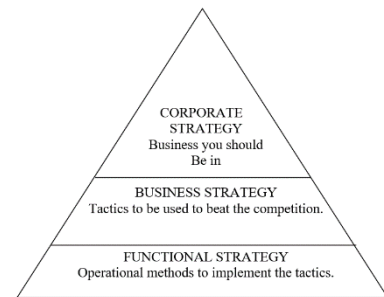 CORPORATE
STRATEGY
Business you should
Be in
BUSINESS STRATEGY
Tactics to be used to beat the competition.
FUNCTIONAL STRATEGY
Operational methods to implement the tactics.